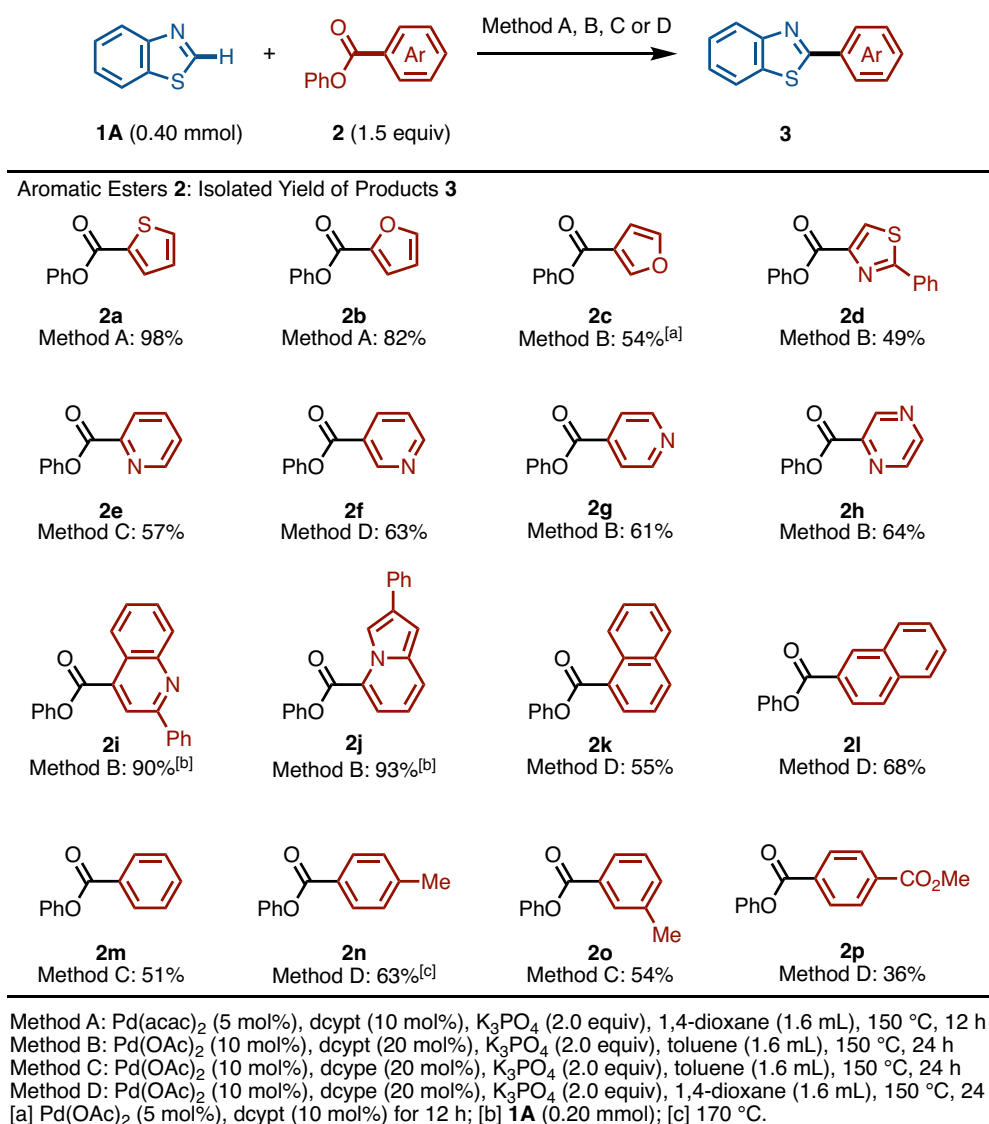 Method A, B, C or D
N
H
S
+
O
PhO
Ar
N
S
Ar
1A (0.40 mmol)
2 (1.5 equiv)
3
Aromatic Esters 2: Isolated Yield of Products 3
O
S
PhO
O
O
PhO
O
O
PhO
O
S
N
PhO
Ph
2a
2b
2c
2d
Method A: 98%
Method A: 82%
Method B: 54%[a]
Method B: 49%
O
PhO
N
O
PhO
N
O
PhO
N
O
PhO
N
N
2e
2f
2g
2h
Method C: 57%
Method D: 63%
Method B: 61%
Method B: 64%
O
PhO
N
Ph
Ph
O
N
PhO
O
PhO
O
PhO
2i
2j
2k
2l
Method B: 90%[b]
Method B: 93%[b]
Method D: 55%
Method D: 68%
O
PhO
O
PhO
Me
O
PhO
Me
O
PhO
CO2Me
2m
2n
2o
2p
Method C: 51%
Method D: 63%[c]
Method C: 54%
Method D: 36%
Method A: Pd(acac)2 (5 mol%), dcypt (10 mol%), K3PO4 (2.0 equiv), 1,4-dioxane (1.6 mL), 150 °C, 12 h
Method B: Pd(OAc)2 (10 mol%), dcypt (20 mol%), K3PO4 (2.0 equiv), toluene (1.6 mL), 150 °C, 24 h
Method C: Pd(OAc)2 (10 mol%), dcype (20 mol%), K3PO4 (2.0 equiv), toluene (1.6 mL), 150 °C, 24 h
Method D: Pd(OAc)2 (10 mol%), dcype (20 mol%), K3PO4 (2.0 equiv), 1,4-dioxane (1.6 mL), 150 °C, 24
[a] Pd(OAc)2 (5 mol%), dcypt (10 mol%) for 12 h; [b] 1A (0.20 mmol); [c] 170 °C.